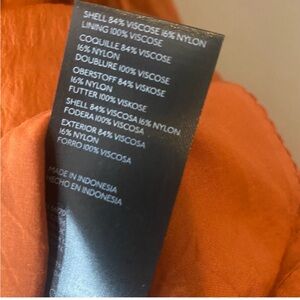 SHELL 84% VISCOSE 16% NYLON
LINING 100% VISCOSE
COQUILLE 84% VISCOSE
16% NYLON
DOUBLURE 100% VISCOSE
OBERSTOFF 84% VISKOSE
16% NYLON
FUTTER 100% VISKOSE
SHELL 84% VISCOSA 16% NYLON
FODERA 100% VISCOSA
EXTERIOR 84% VISCOSA
16% NYLON
FORRO 100% VISCOSA
MADE IN INDONESIA
HECHO EN INDONESIA